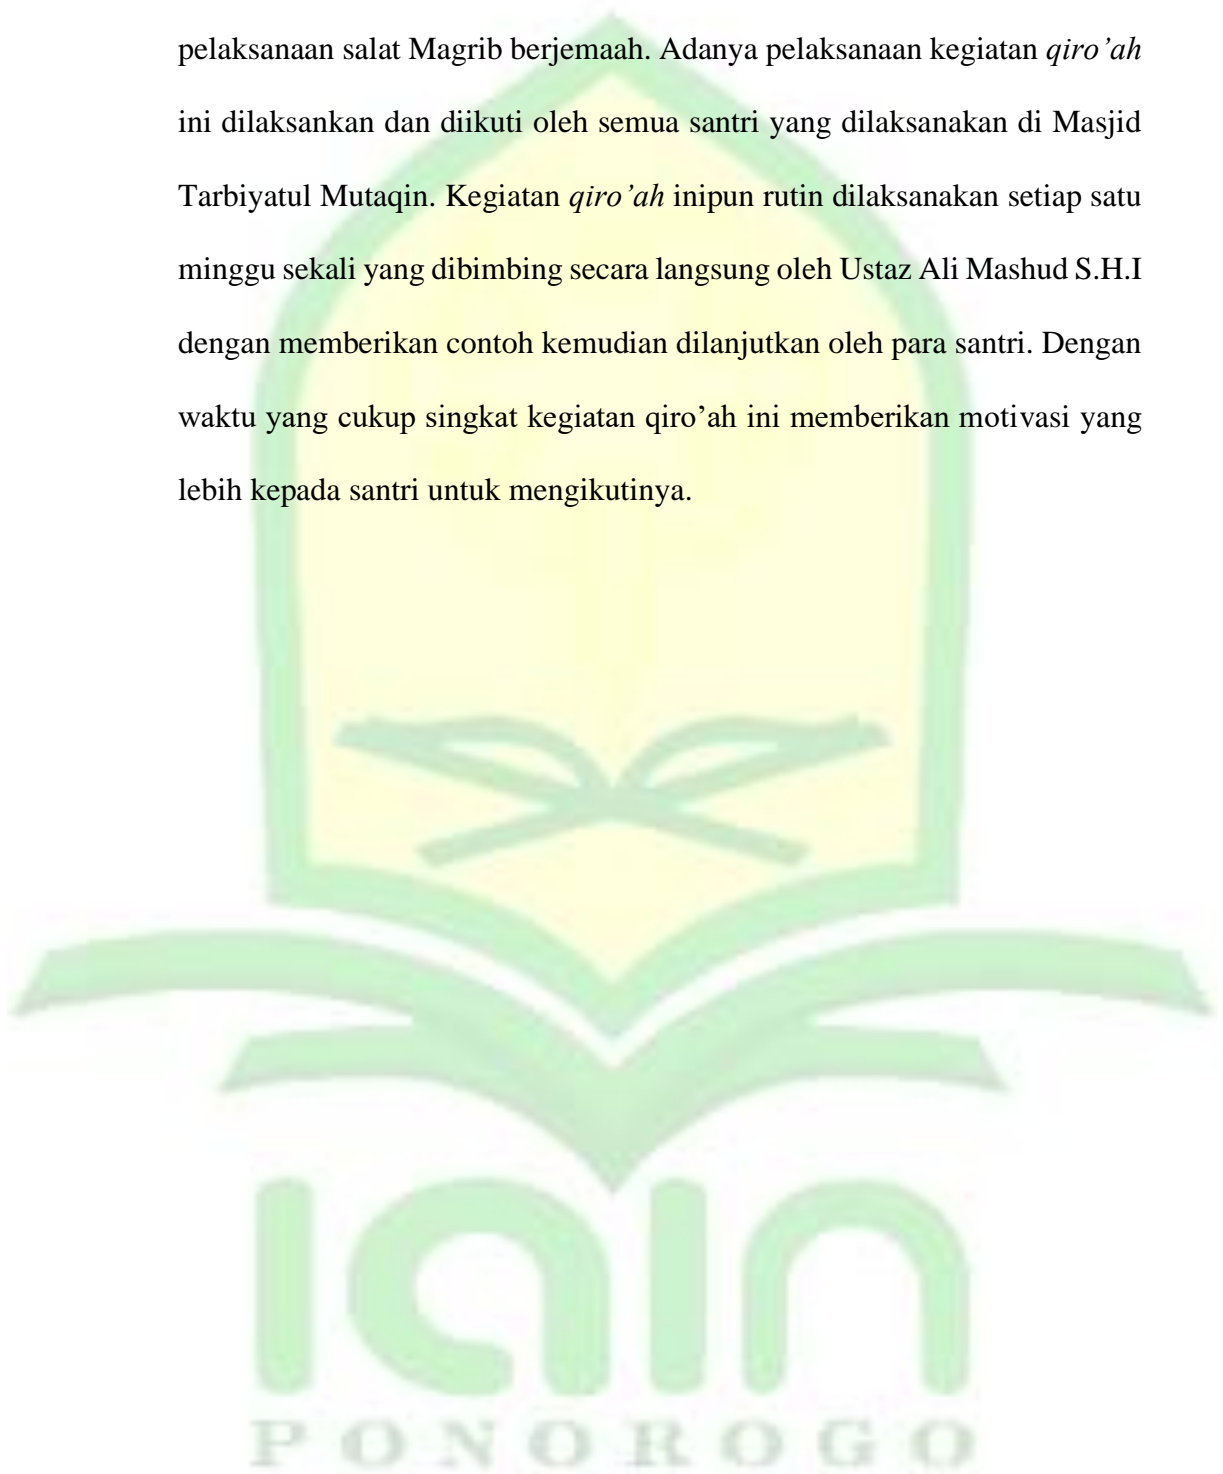 pelaksanaan salat Magrib berjemaah. Adanya pelaksanaan kegiatan qiro’ah
ini dilaksankan dan diikuti oleh semua santri yang dilaksanakan di Masjid
Tarbiyatul Mutaqin. Kegiatan qiro’ah inipun rutin dilaksanakan setiap satu
minggu sekali yang dibimbing secara langsung oleh Ustaz Ali Mashud S.H.I
dengan memberikan contoh kemudian dilanjutkan oleh para santri. Dengan
waktu yang cukup singkat kegiatan qiro’ah ini memberikan motivasi yang
lebih kepada santri untuk mengikutinya.
iain
PONOROGO